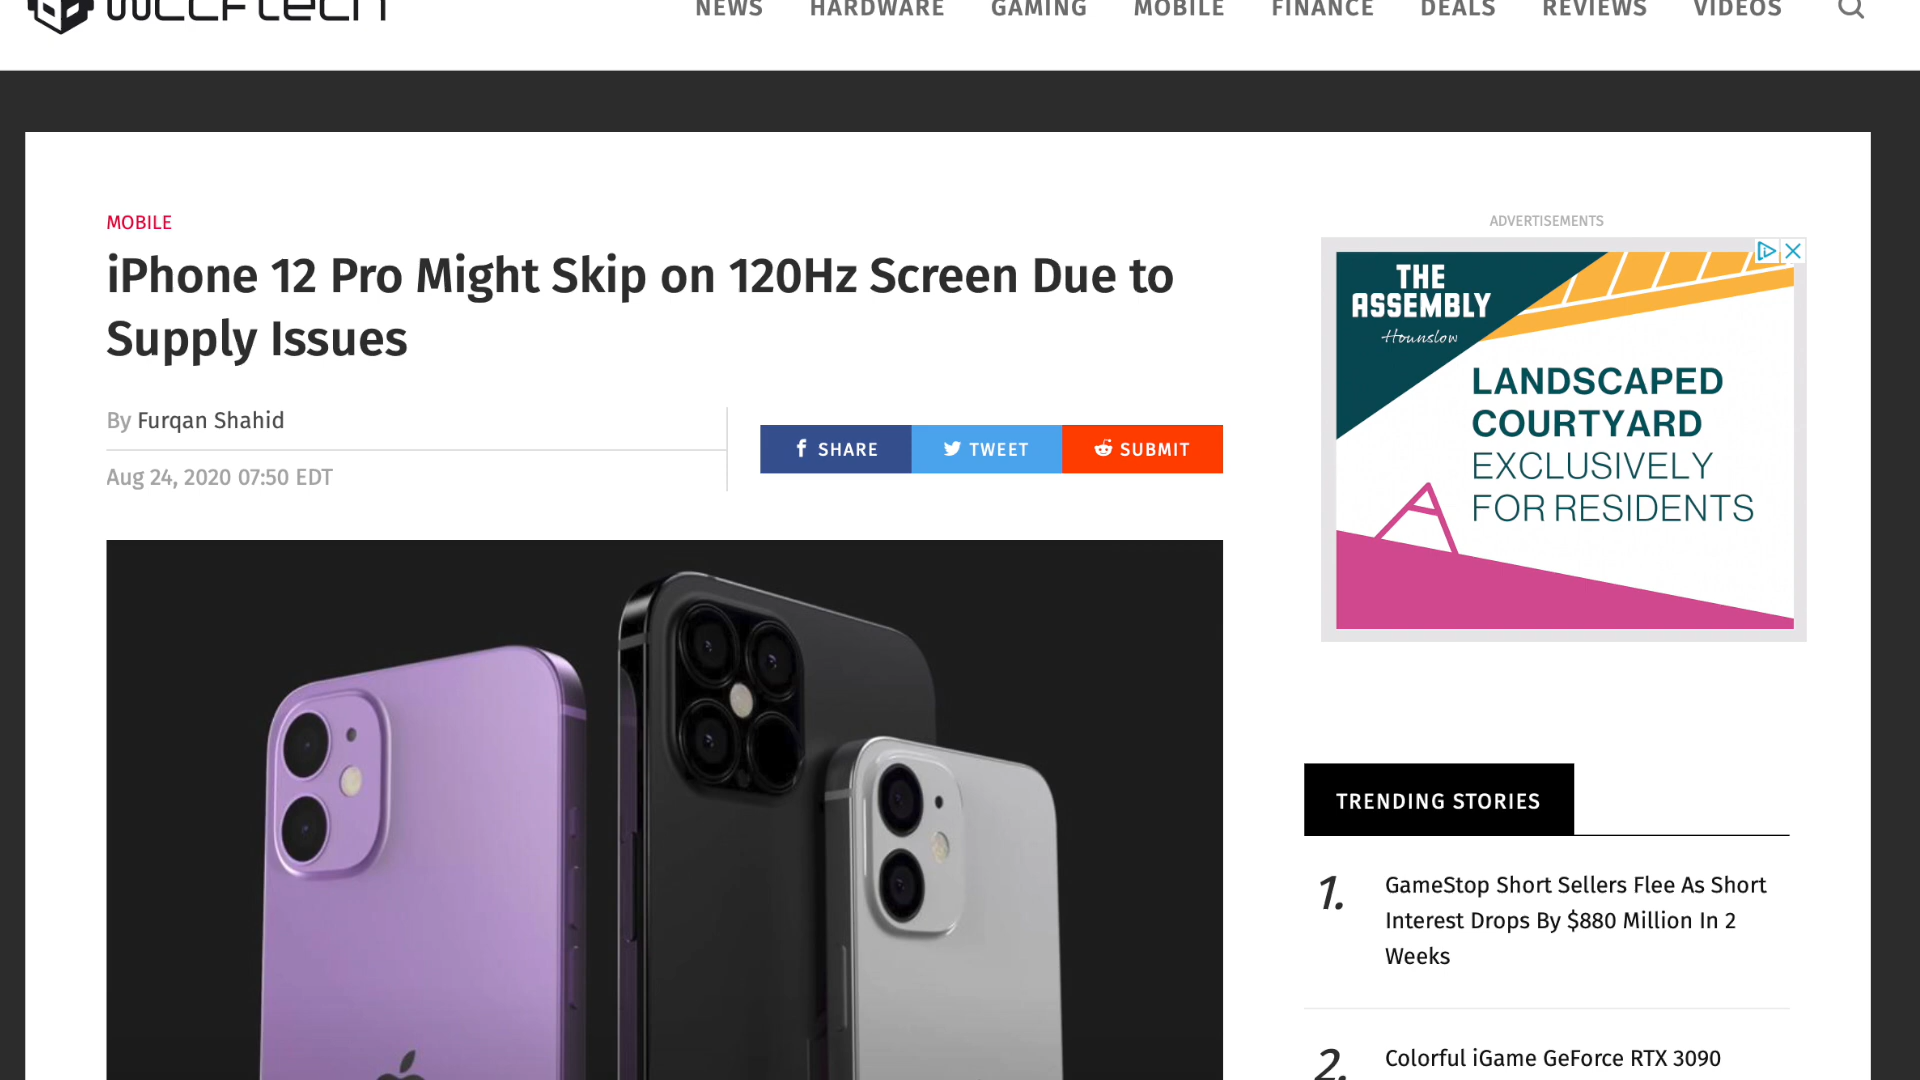 wccftech
NEWS HARDWARE GAMING MOBILE FINANCE DEALS REVIEWS VIDEOS
MOBILE
iPhone 12 Pro Might Skip on 120Hz Screen Due to
Supply Issues
By Furqan Shahid
Aug 24, 2020 07:50 EDT
SHARE TWEET SUBMIT
ADVERTISEMENTS
THE
ASSEMBLY
Hounslow
LANDSCAPED
COURTYARD
EXCLUSIVELY
FOR RESIDENTS
TRENDING STORIES
1.
GameStop Short Sellers Flee As Short
Interest Drops By $880 Million In 2
Weeks
2.
Colorful iGame GeForce RTX 3090